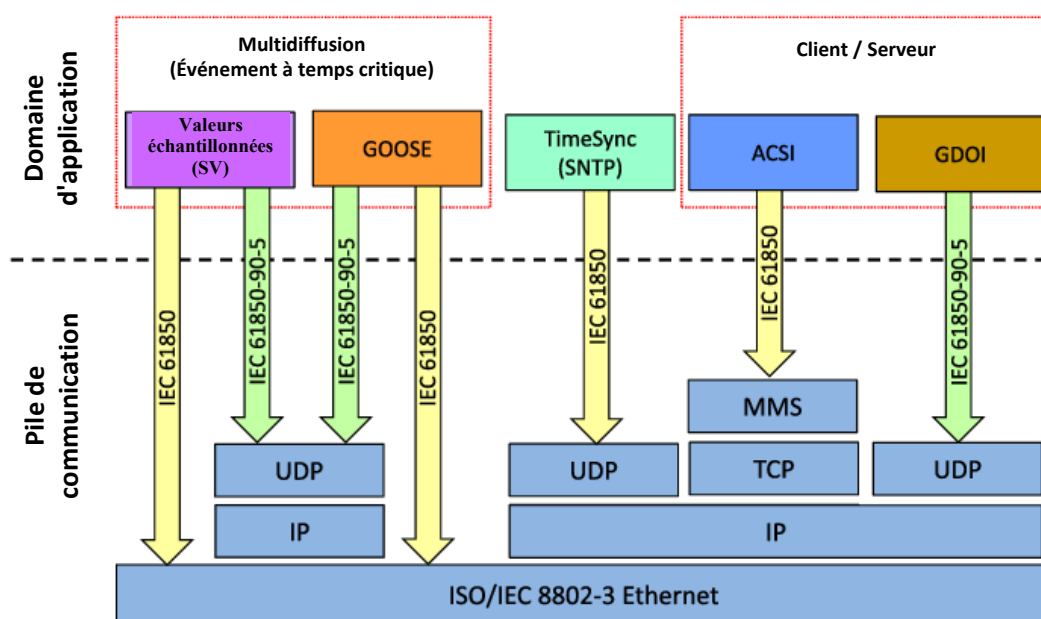 Multidiffusion
(Événement à temps critique)
Client / Serveur
Domaine
d'application
Valeurs
échantillonnées
(SV)
GOOSE
TimeSync
(SNTP)
ACSI
GDOI
IEC 61850
IEC 61850-90-5
IEC 61850-90-5
IEC 61850
IEC 61850
IEC 61850
IEC 61850-90-5
Pile de
communication
MMS
UDP
UDP
TCP
UDP
IP
IP
ISO/IEC 8802-3 Ethernet